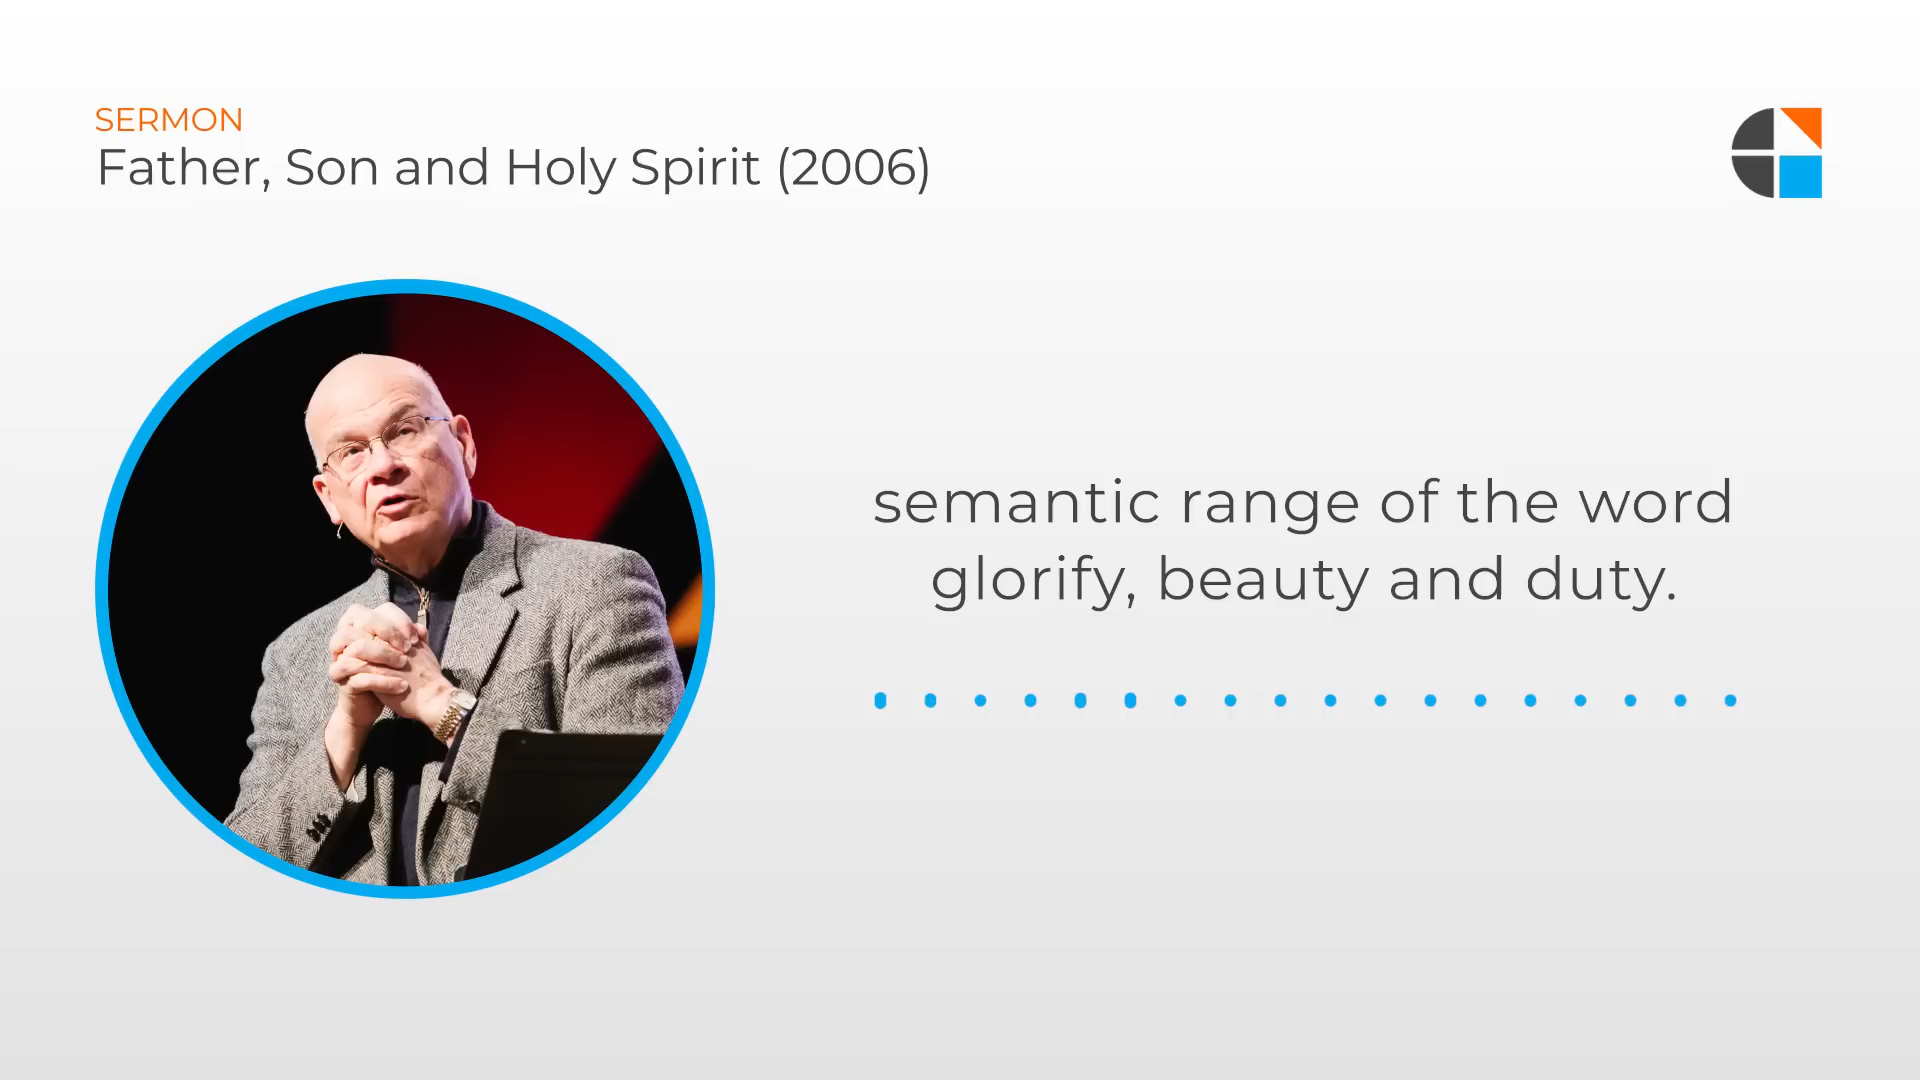 SERMON
Father, Son and Holy Spirit (2006)
semantic range of the word
glorify, beauty and duty.